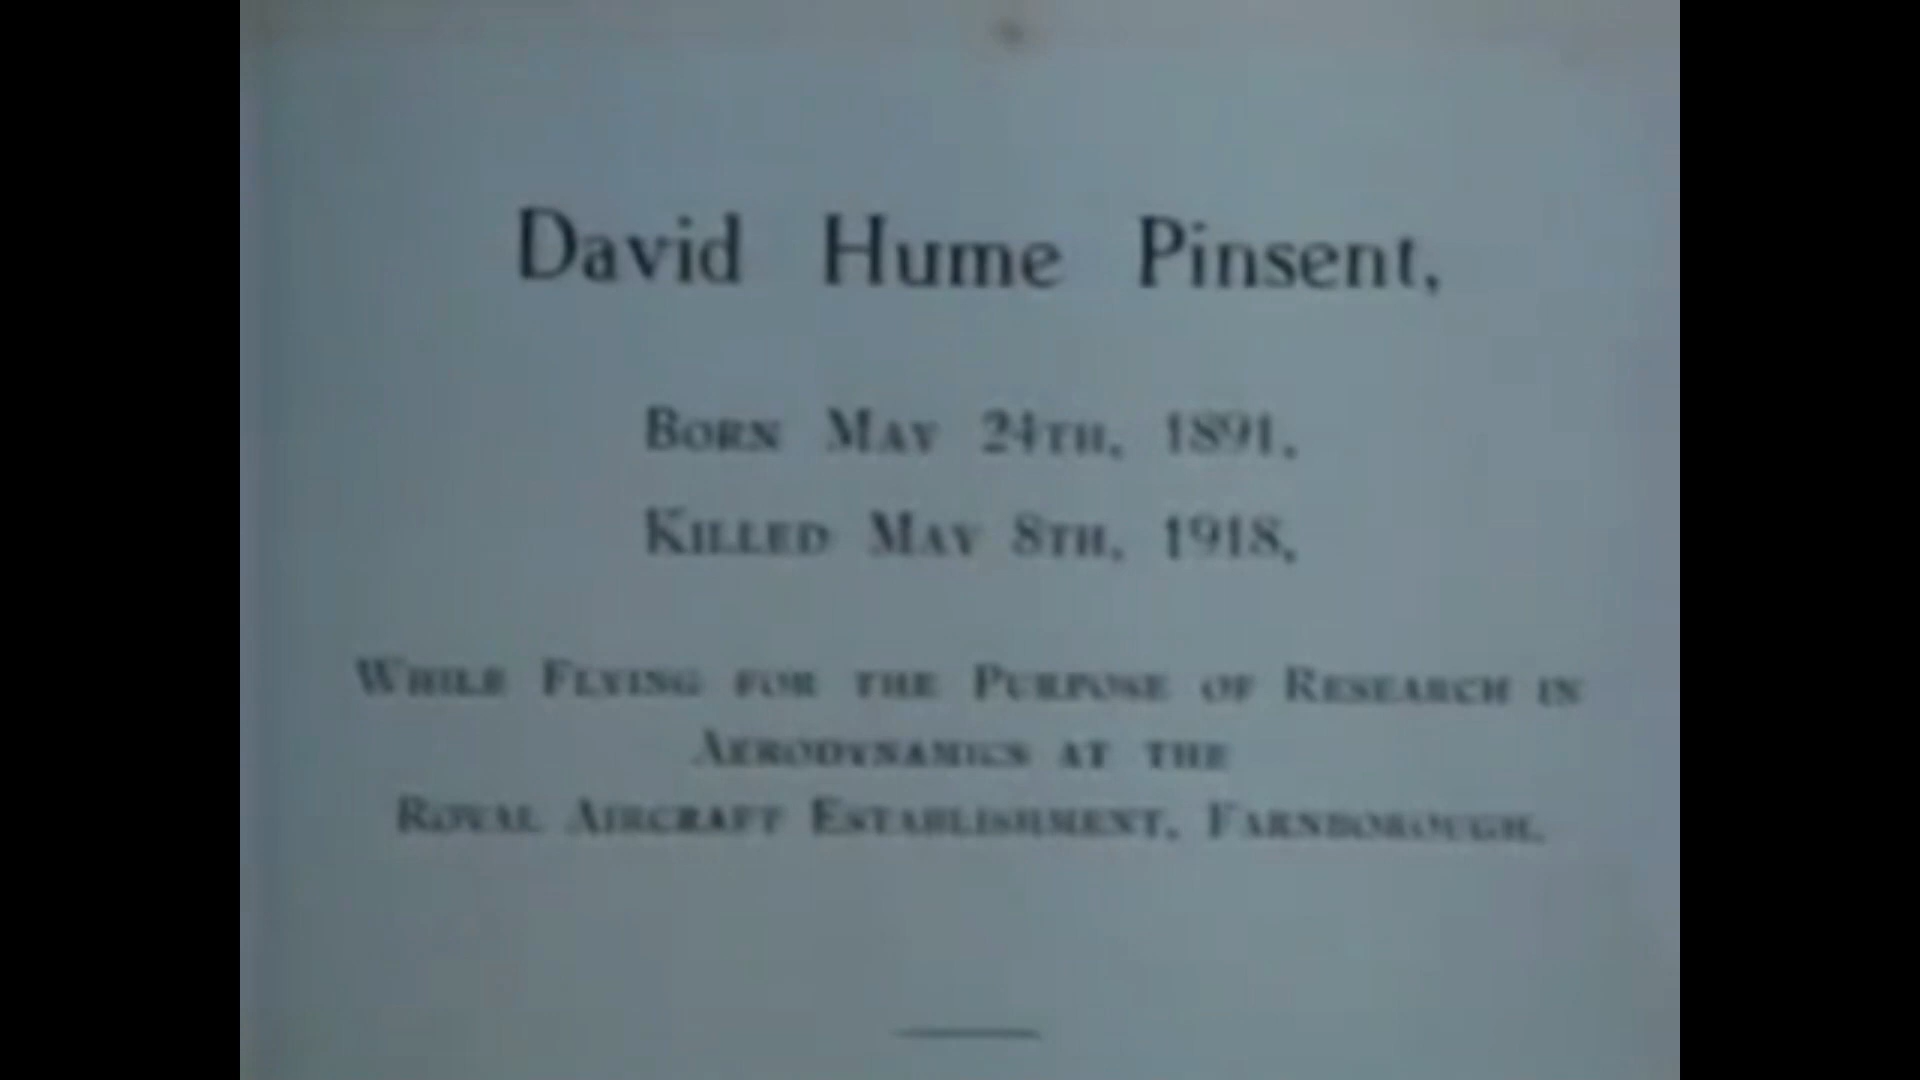 David Hume Pinsent,
Born May 24th, 1891,
Killed May 8th, 1918,
While Flying for the Purpose of Research in
Aerodynamics at the
Royal Aircraft Establishment, Farnborough.